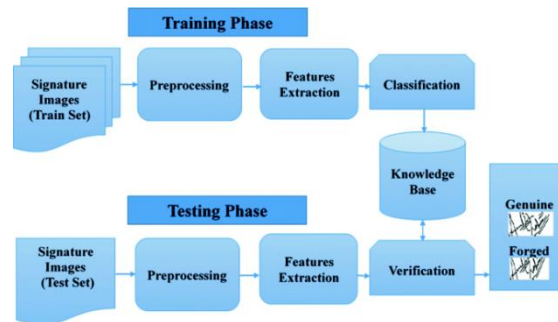 Training Phase
Signature
Images
(Train Set)
Preprocessing
Features
Extraction
Classification
Knowledge
Base
Testing Phase
Signature
Images
(Test Set)
Preprocessing
Features
Extraction
Verification
Genuine
Forged